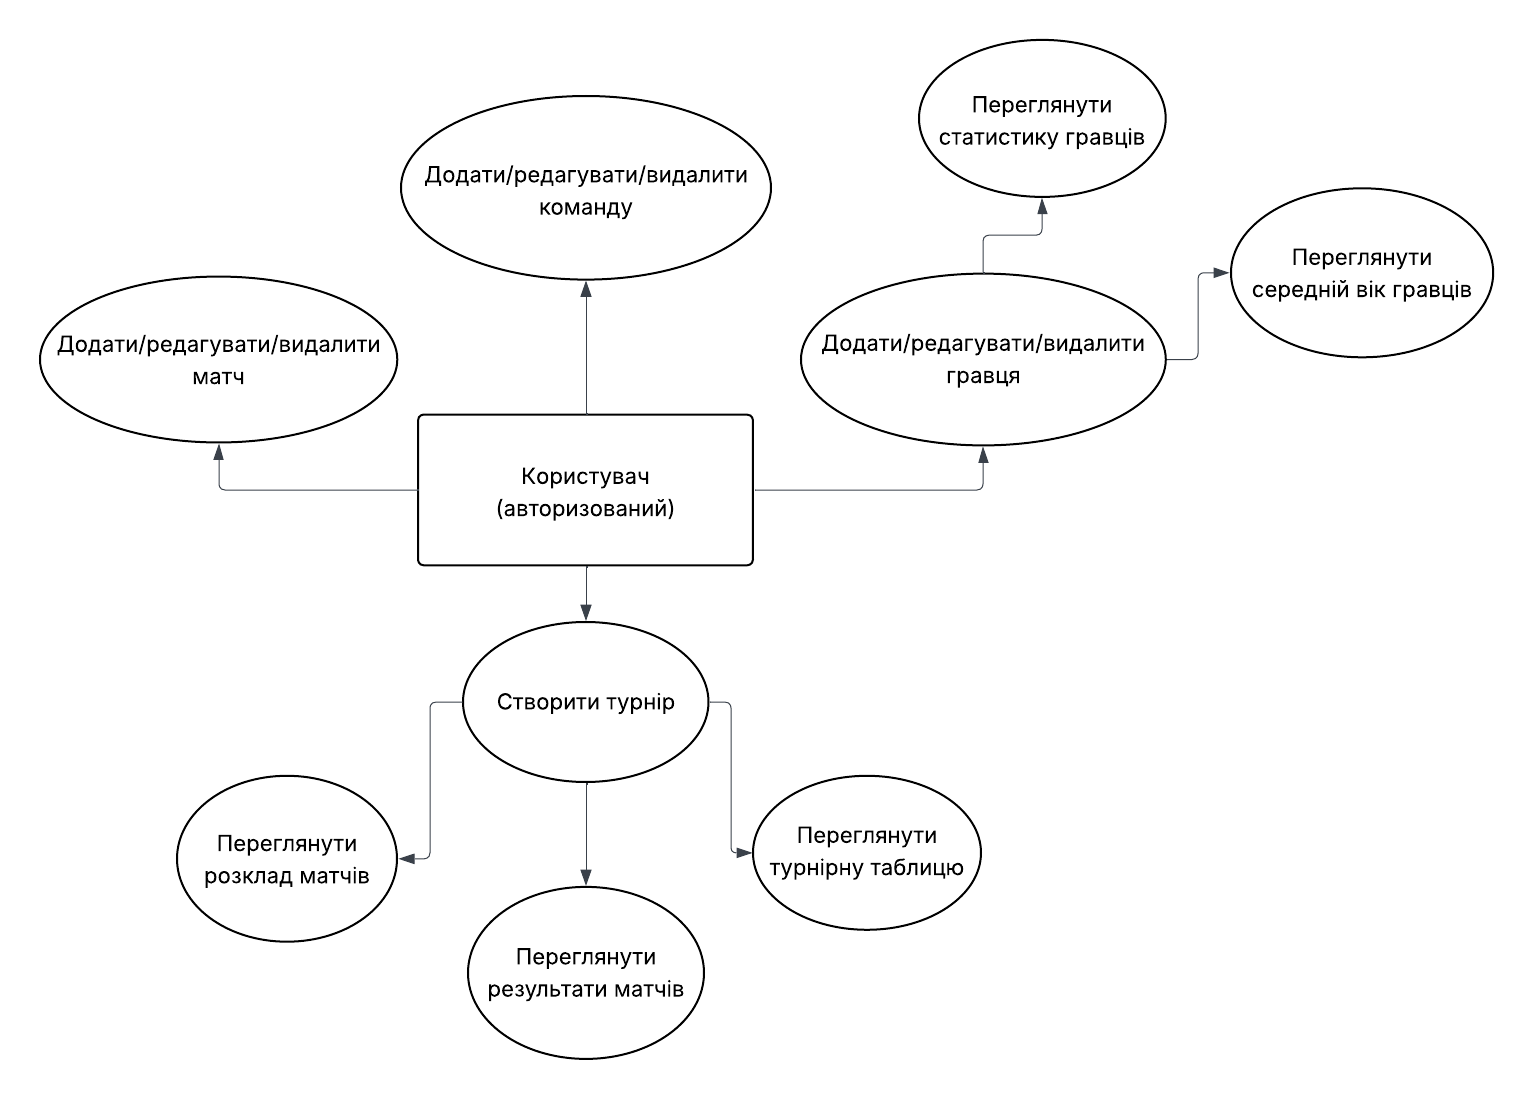 Переглянути
статистику гравців
Додати/редагувати/видалити
команду
Переглянути
середній вік гравців
Додати/редагувати/видалити
матч
Додати/редагувати/видалити
гравця
Користувач
(авторизований)
Створити турнір
Переглянути
розклад матчів
Переглянути
турнірну таблицю
Переглянути
результати матчів